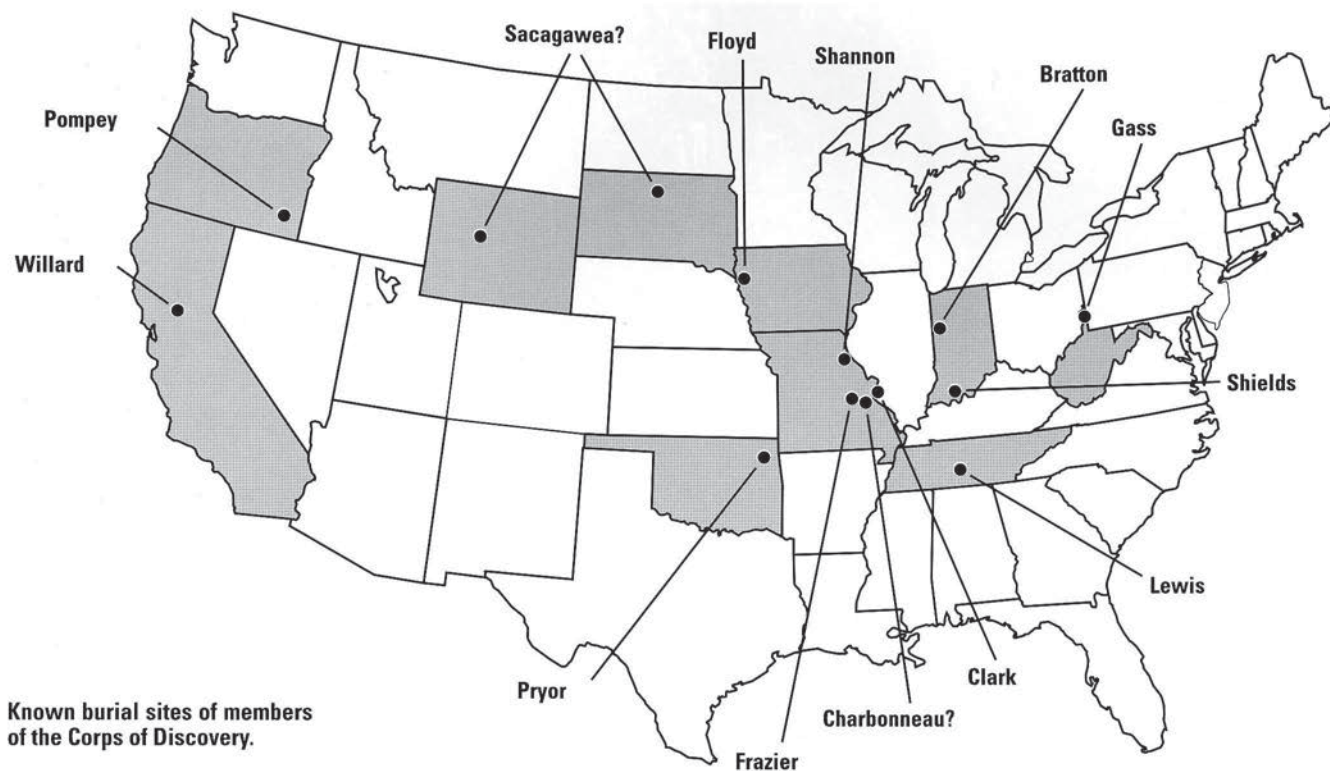 Sacagawea?
Floyd
Shannon
Bratton
Gass
Pompey
Willard
Shields
Lewis
Clark
Pryor
Charbonneau?
Frazier
Known burial sites of members
of the Corps of Discovery.